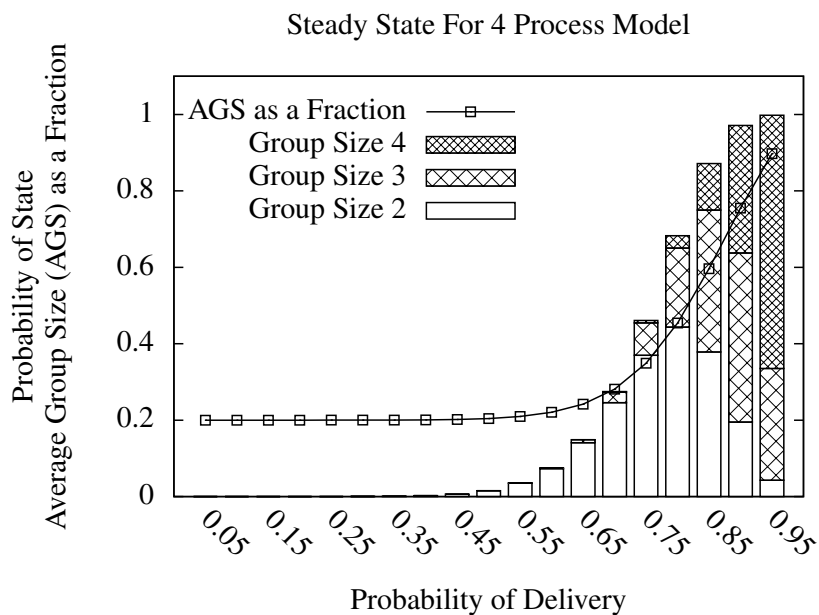 Steady State For 4 Process Model
Probability of State
Average Group Size (AGS) as a Fraction
1
0.8
0.6
0.4
0.2
0
AGS as a Fraction
Group Size 4
Group Size 3
Group Size 2
0.05
0.15
0.25
0.35
0.45
0.55
0.65
0.75
0.85
0.95
Probability of Delivery